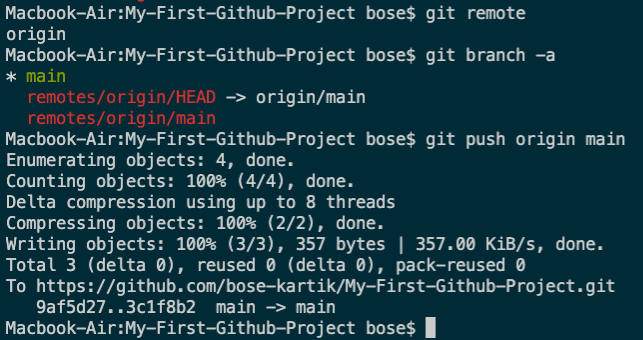 Macbook-Air:My-First-Github-Project bose$ git remote
origin
Macbook-Air:My-First-Github-Project bose$ git branch -a
* main
  remotes/origin/HEAD -> origin/main
  remotes/origin/main
Macbook-Air:My-First-Github-Project bose$ git push origin main
Enumerating objects: 4, done.
Counting objects: 100% (4/4), done.
Delta compression using up to 8 threads
Compressing objects: 100% (2/2), done.
Writing objects: 100% (3/3), 357 bytes | 357.00 KiB/s, done.
Total 3 (delta 0), reused 0 (delta 0), pack-reused 0
To https://github.com/bose-kartik/My-First-Github-Project.git
   9af5d27..3c1f8b2  main -> main
Macbook-Air:My-First-Github-Project bose$